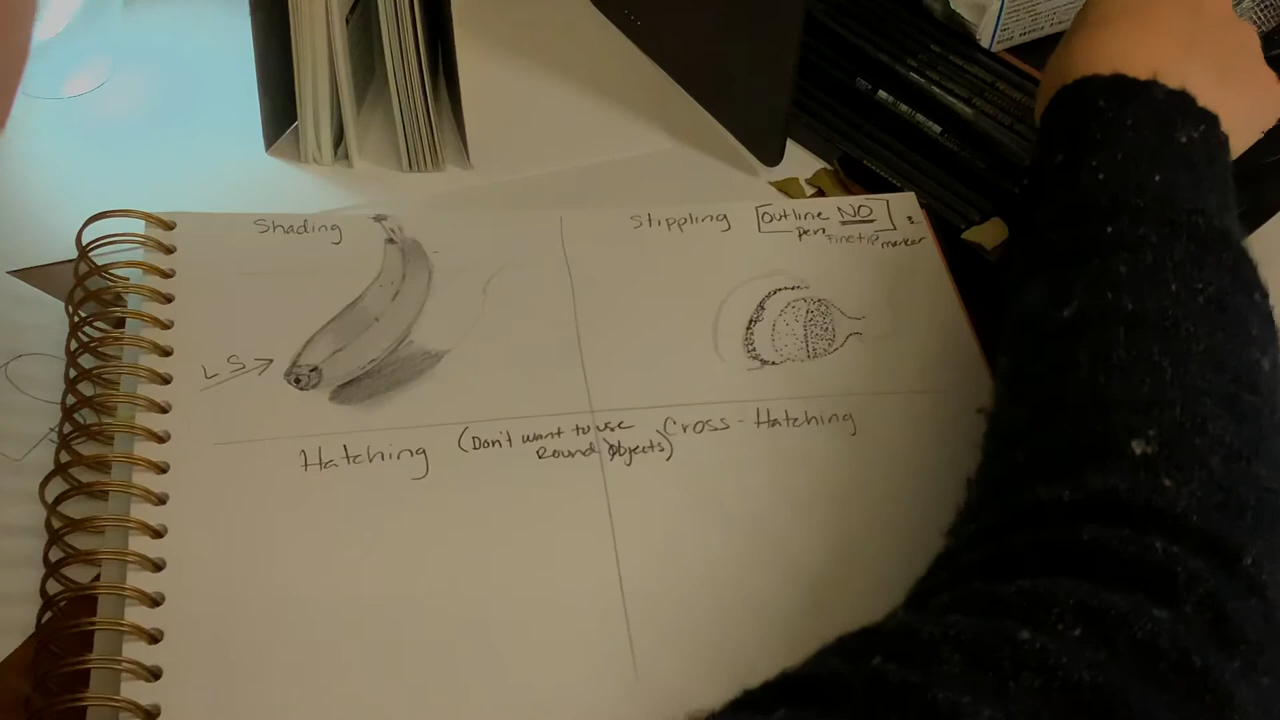 Shading
Stippling [Outline NO
pen, Finetip marker]
LS
Hatching (Don't want to use
Round Objects)
Cross-Hatching